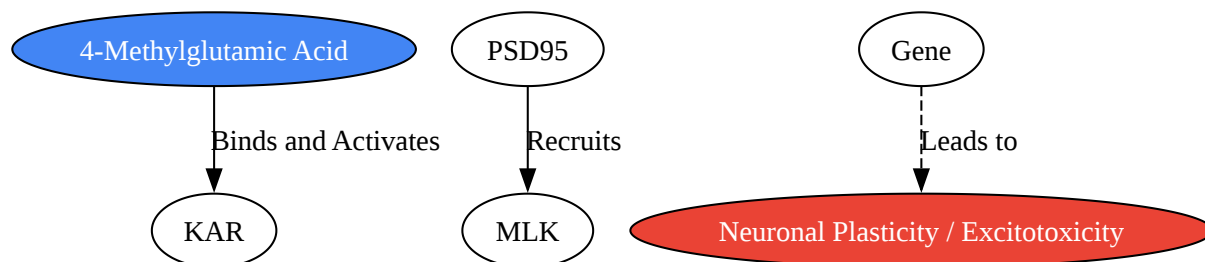 4-Methylglutamic Acid
PSD95
Gene
Binds and Activates
Recruits
Leads to
KAR
MLK
Neuronal Plasticity / Excitotoxicity